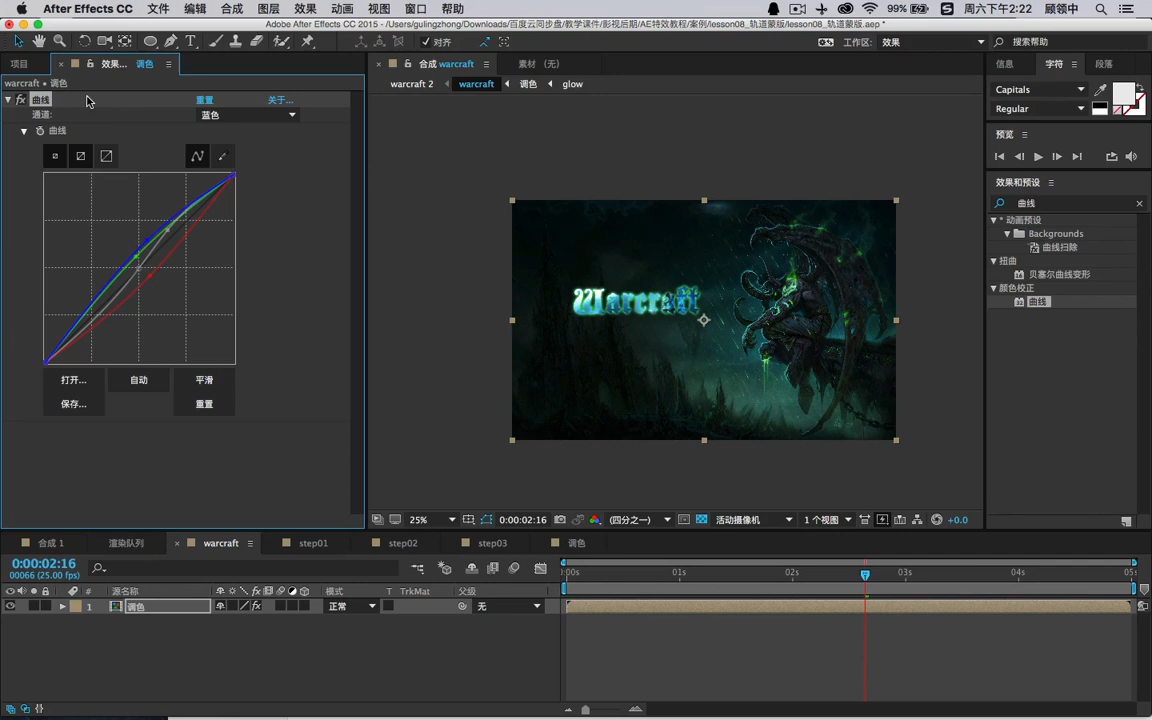 After Effects CC 文件 编辑 合成 图层 效果 动画 视图 窗口 帮助 99% 周六下午2:22 顾领中
Adobe After Effects CC 2015 - /Users/gulingzhong/Downloads/百度云同步盘/教学课件/影视后期/AE特效教程/案例/lesson08_轨道蒙版/lesson08_轨道蒙版.aep *
对齐 工作区: 效果 搜索帮助
项目 效果... 调色 合成 warcraft 素材 (无) 信息 字符 段落
warcraft • 调色 warcraft 2 warcraft 调色 glow
fx 曲线 重置 关于... Capitals
通道: 蓝色 Regular
曲线
预览
效果和预设
曲线
* 动画预设
Backgrounds
曲线扫除
扭曲
贝塞尔曲线变形
颜色校正
曲线
Warcraft
打开... 自动 平滑
保存... 重置
25% 0:00:02:16 (四分之一) 活动摄像机 1 个视图 +0.0
合成 1 渲染队列 warcraft step01 step02 step03 调色
0:00:02:16
00066 (25.00 fps)
:00s 01s 02s 03s 04s 05s
# 源名称 fx 模式 T TrkMat 父级
1 调色 fx 正常 无